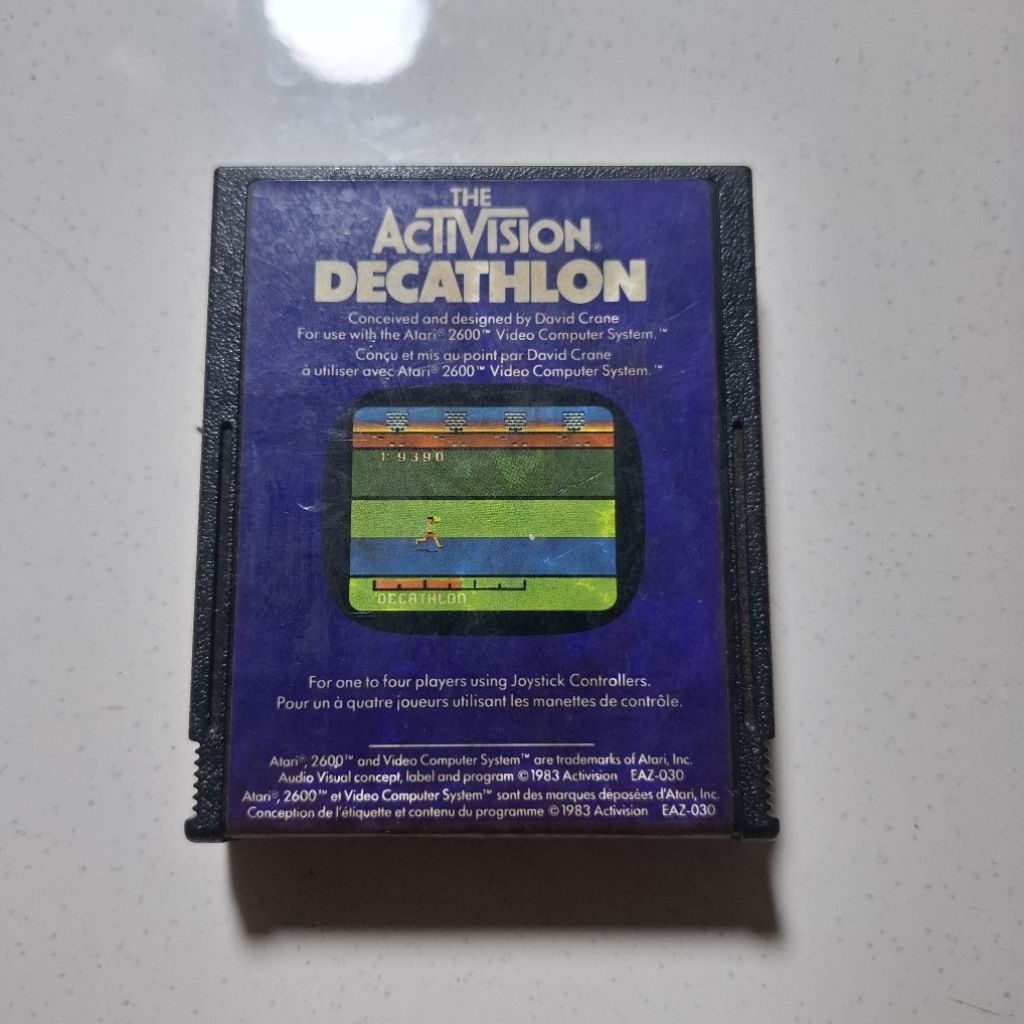 THE
ACTIVISION®
DECATHLON
Conceived and designed by David Crane
For use with the Atari® 2600™ Video Computer System.™
Conçu et mis au point par David Crane
à utiliser avec Atari® 2600™ Video Computer System.™
1: 9390
DECATHLON
For one to four players using Joystick Controllers.
Pour un à quatre joueurs utilisant les manettes de contrôle.
Atari®, 2600™ and Video Computer System™ are trademarks of Atari, Inc.
Audio Visual concept, label and program © 1983 Activision EAZ-030
Atari®, 2600™ et Video Computer System™ sont des marques déposées d'Atari, Inc.
Conception de l'étiquette et contenu du programme © 1983 Activision EAZ-030